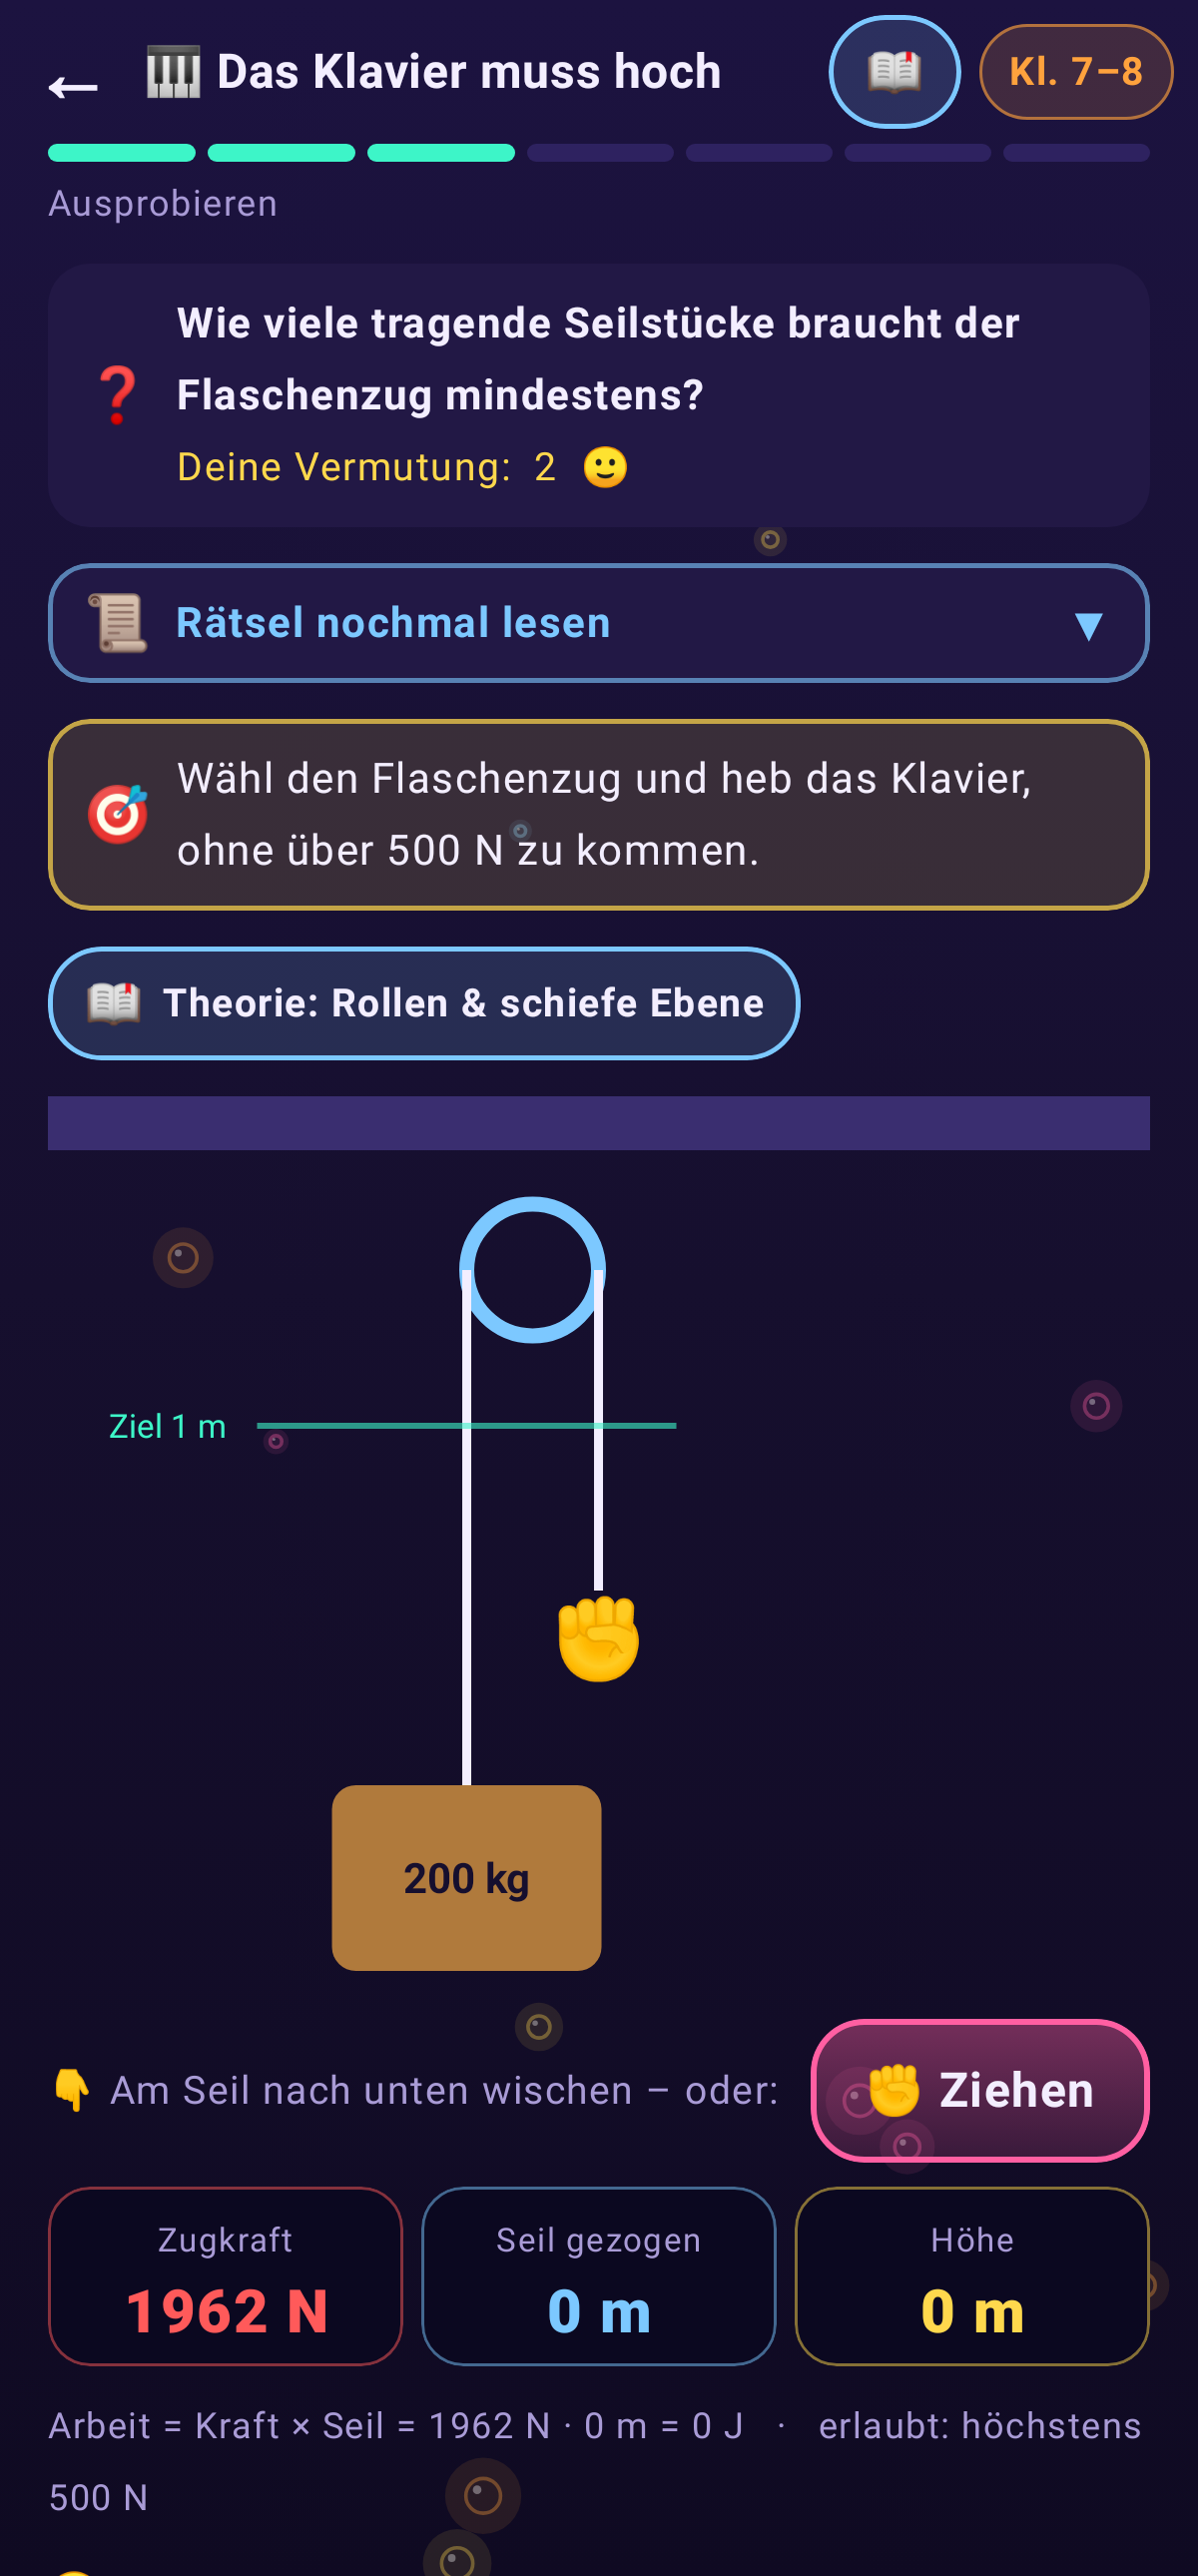 ← Das Klavier muss hoch
Kl. 7–8
Ausprobieren
Wie viele tragende Seilstücke braucht der
Flaschenzug mindestens?
Deine Vermutung: 2
Rätsel nochmal lesen
Wähl den Flaschenzug und heb das Klavier,
ohne über 500 N zu kommen.
Theorie: Rollen & schiefe Ebene
Ziel 1 m
200 kg
Am Seil nach unten wischen – oder:
Ziehen
Zugkraft
1962 N
Seil gezogen
0 m
Höhe
0 m
Arbeit = Kraft × Seil = 1962 N · 0 m = 0 J · erlaubt: höchstens
500 N